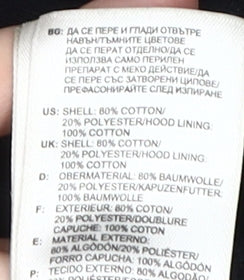 BG: ДА СЕ ПЕРЕ И ГЛАДИ ОТВЪТРЕ
НАВЪН/ТЪМНИТЕ ЦВЕТОВЕ
ДА СЕ ПЕРАТ ОТДЕЛНО/ДА СЕ
ИЗПОЛЗВА САМО ПЕРИЛЕН
ПРЕПАРАТ С МЕКО ДЕЙСТВИЕ/ДА
СЕ ПЕРЕ СЪС ЗАТВОРЕНИ ЦИПОВЕ/
ПРЕФАСОНИРАЙТЕ СЛЕД ИЗПИРАНЕ
US: SHELL: 80% COTTON/
20% POLYESTER/HOOD LINING:
100% COTTON
UK: SHELL: 80% COTTON/
20% POLYESTER/HOOD LINING:
100% COTTON
D: OBERMATERIAL: 80% BAUMWOLLE/
20% POLYESTER/KAPUZENFUTTER:
100% BAUMWOLLE
F: EXTERIEUR: 80% COTON/
20% POLYESTER/DOUBLURE
CAPUCHE: 100% COTON
E: MATERIAL EXTERNO:
80% ALGODÓN/20% POLIÉSTER/
FORRO CAPUCHA: 100% ALGODÓN
P: TECIDO EXTERNO: 80% ALGODÃO/